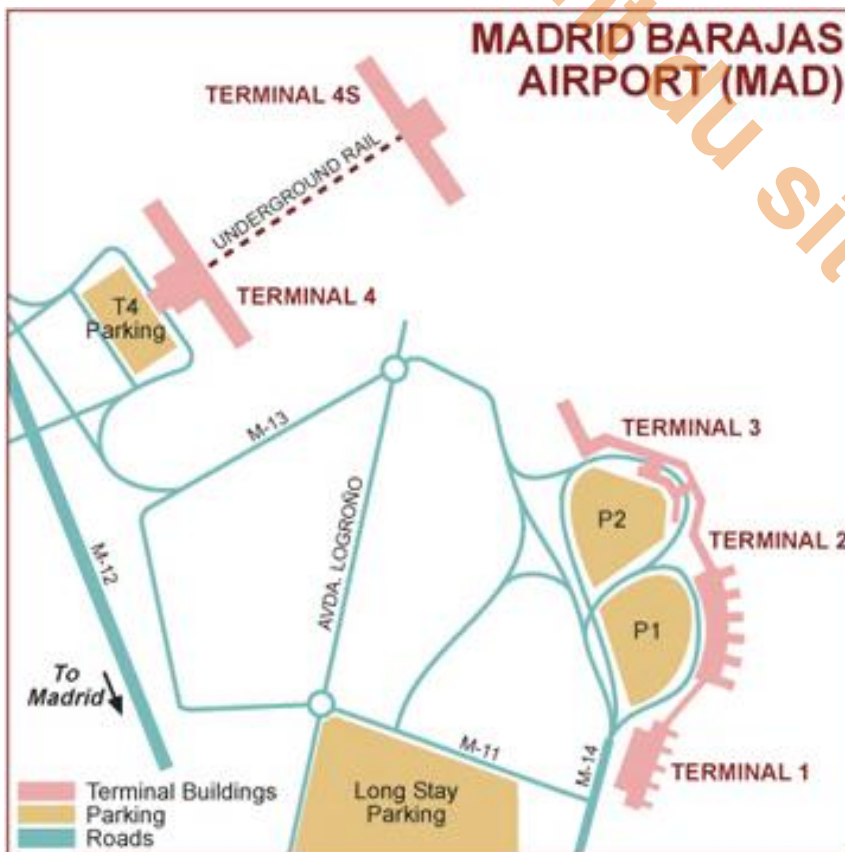 MADRID BARAJAS
AIRPORT (MAD)
TERMINAL 4S
UNDERGROUND RAIL
TERMINAL 4
T4
Parking
M-13
TERMINAL 3
P2
AVDA. LOGROÑO
TERMINAL 2
M-12
P1
To
Madrid
M-11
M-14
TERMINAL 1
Long Stay
Parking
Terminal Buildings
Parking
Roads
du